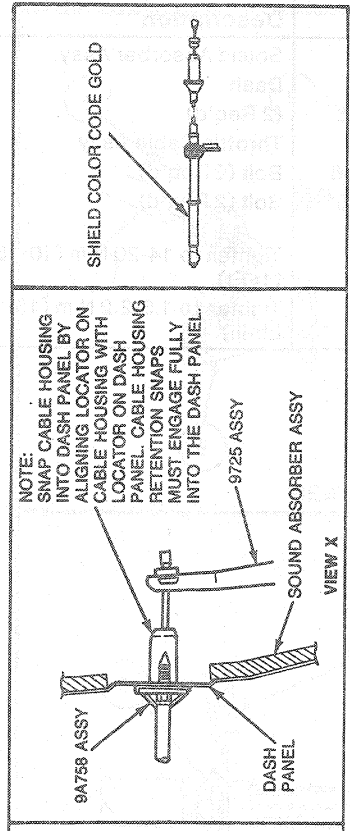 NOTE:
SNAP CABLE HOUSING
INTO DASH PANEL BY
ALIGNING LOCATOR ON
CABLE HOUSING WITH
LOCATOR ON DASH
PANEL. CABLE HOUSING
RETENTION SNAPS
MUST ENGAGE FULLY
INTO THE DASH PANEL.
9A758 ASSY
9725 ASSY
SOUND ABSORBER ASSY
DASH
PANEL
VIEW X
SHIELD COLOR CODE GOLD